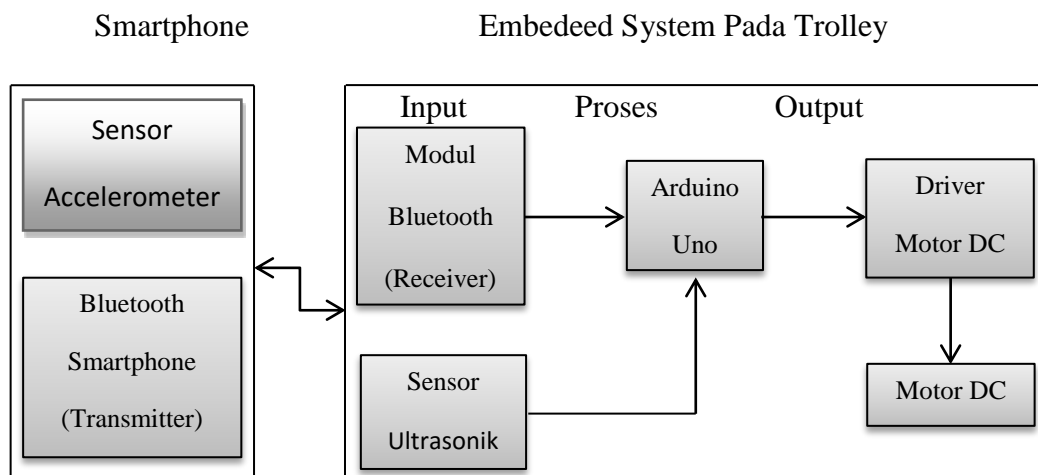 Smartphone
Embedeed System Pada Trolley
Sensor
Accelerometer
Bluetooth
Smartphone
(Transmitter)
Input
Proses
Output
Modul
Bluetooth
(Receiver)
Arduino
Uno
Driver
Motor DC
Sensor
Ultrasonik
Motor DC